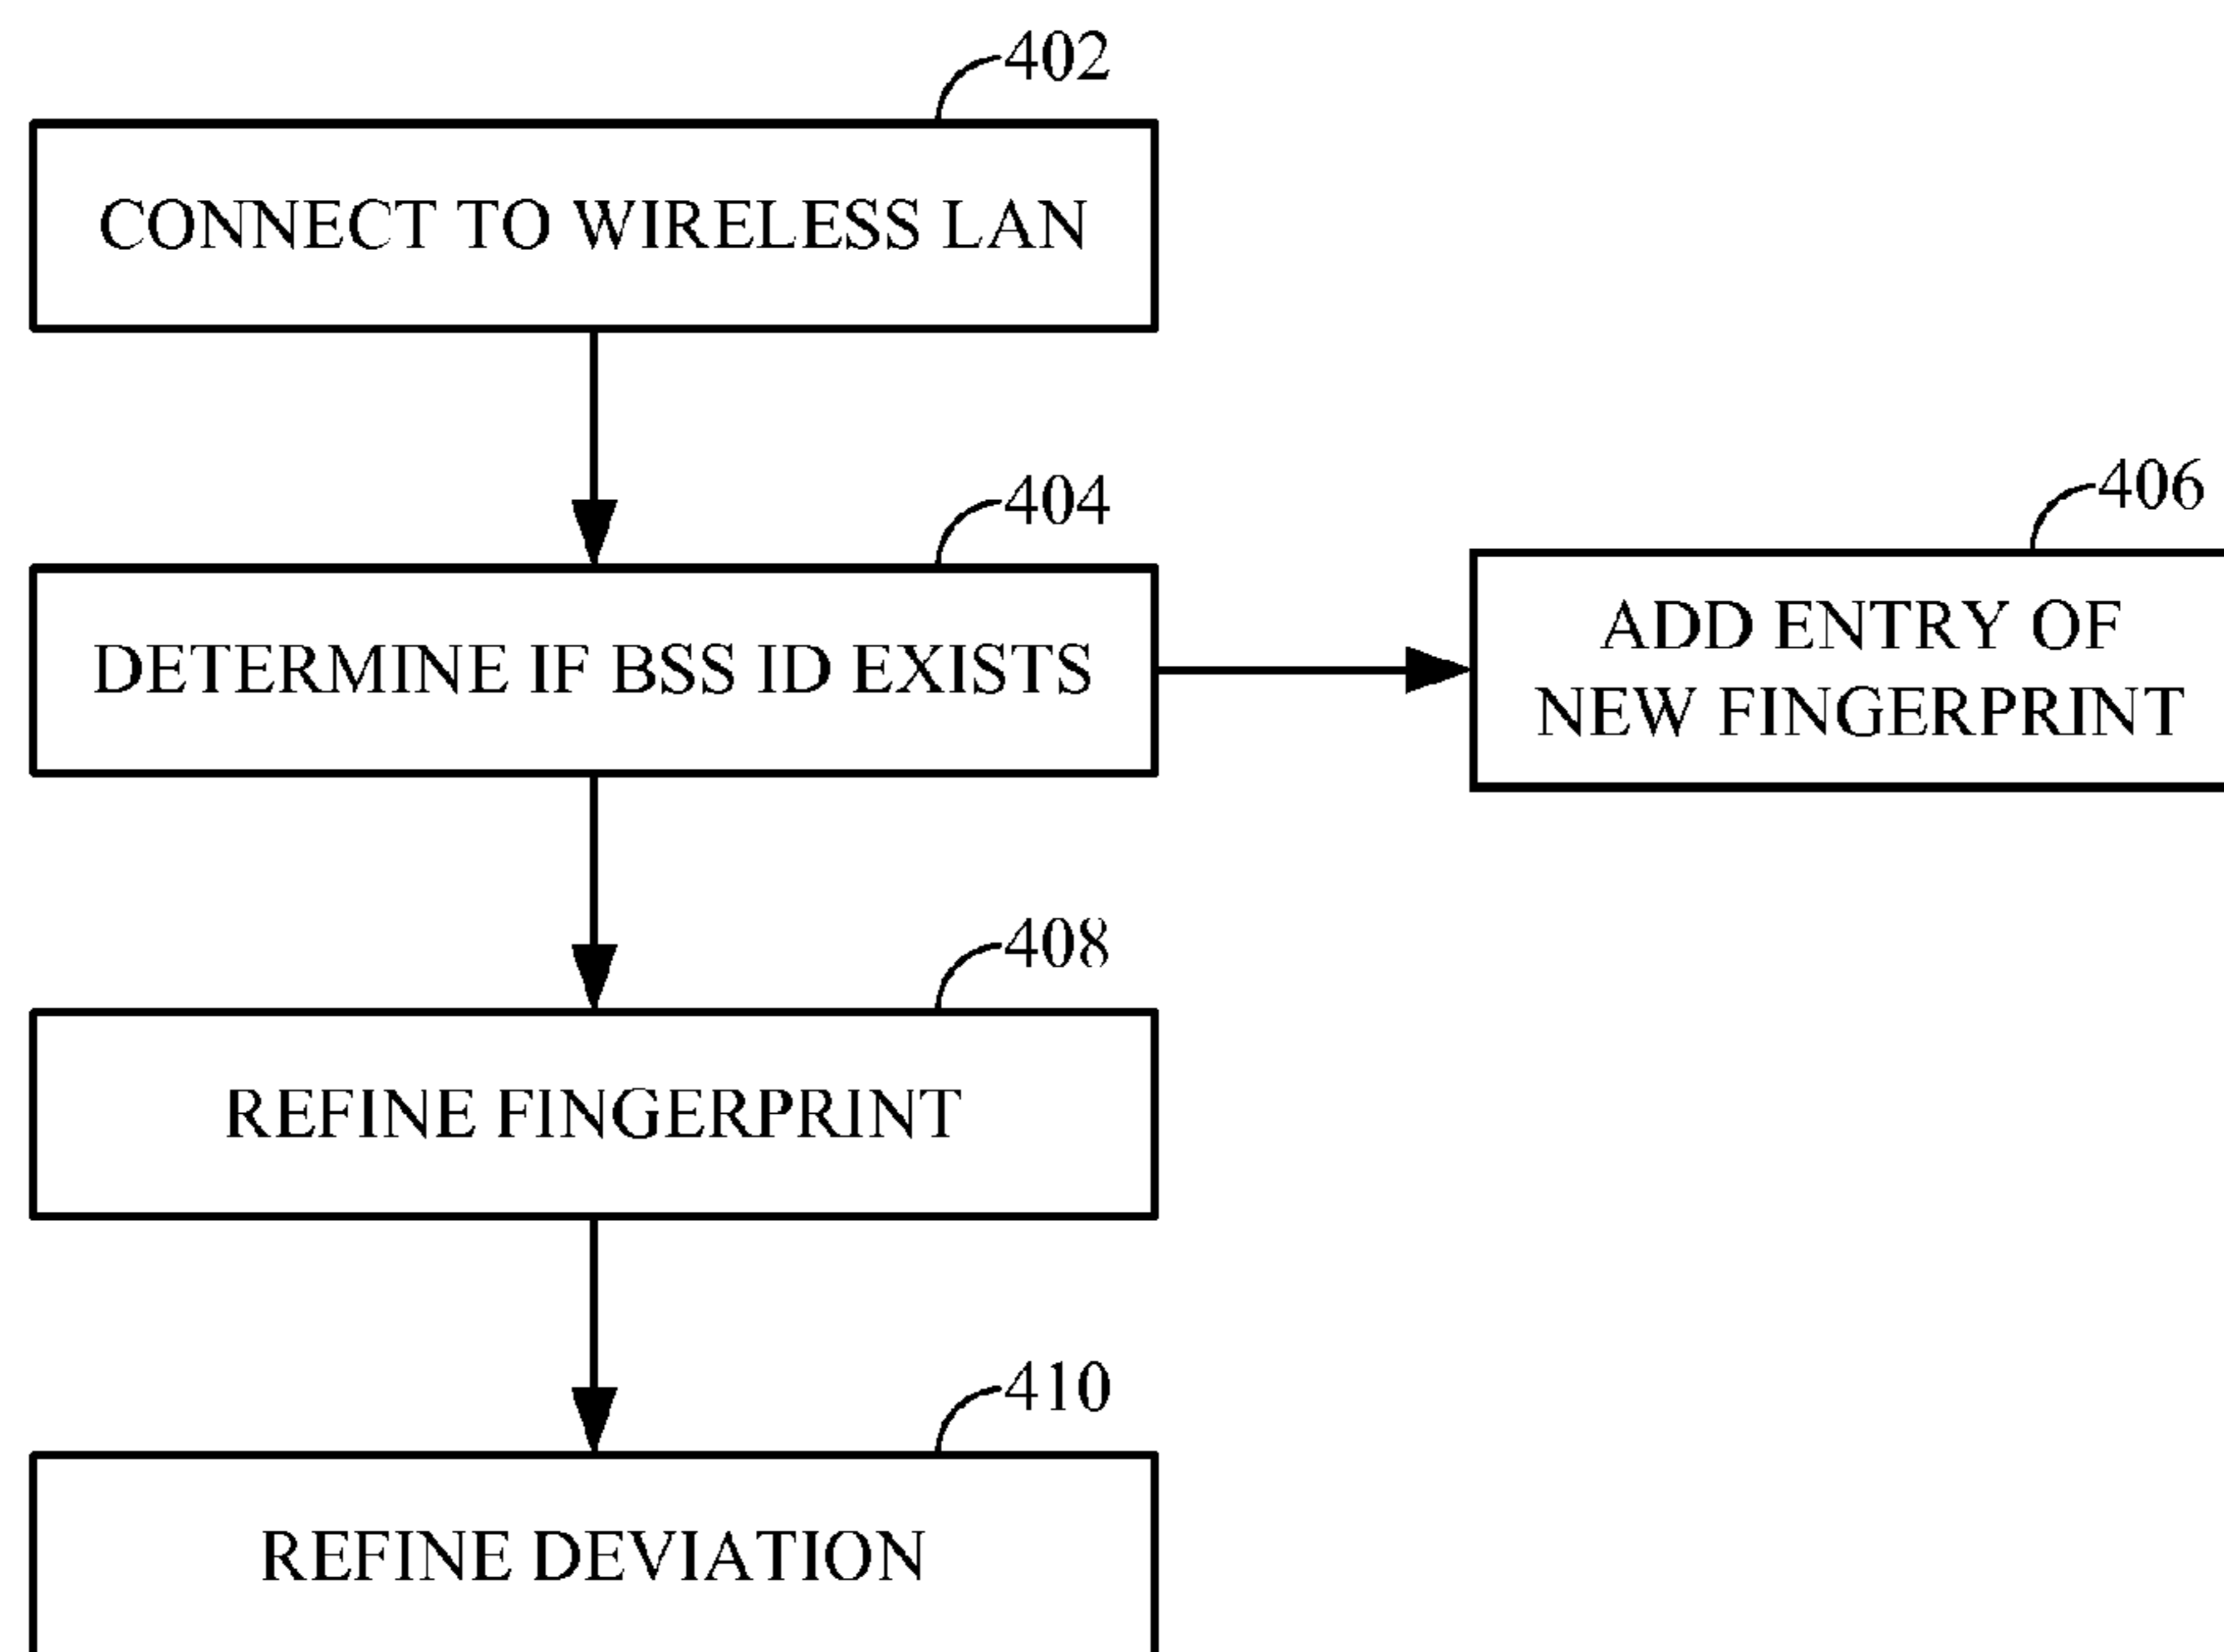 402
CONNECT TO WIRELESS LAN
404
DETERMINE IF BSS ID EXISTS
406
ADD ENTRY OF
NEW FINGERPRINT
408
REFINE FINGERPRINT
410
REFINE DEVIATION